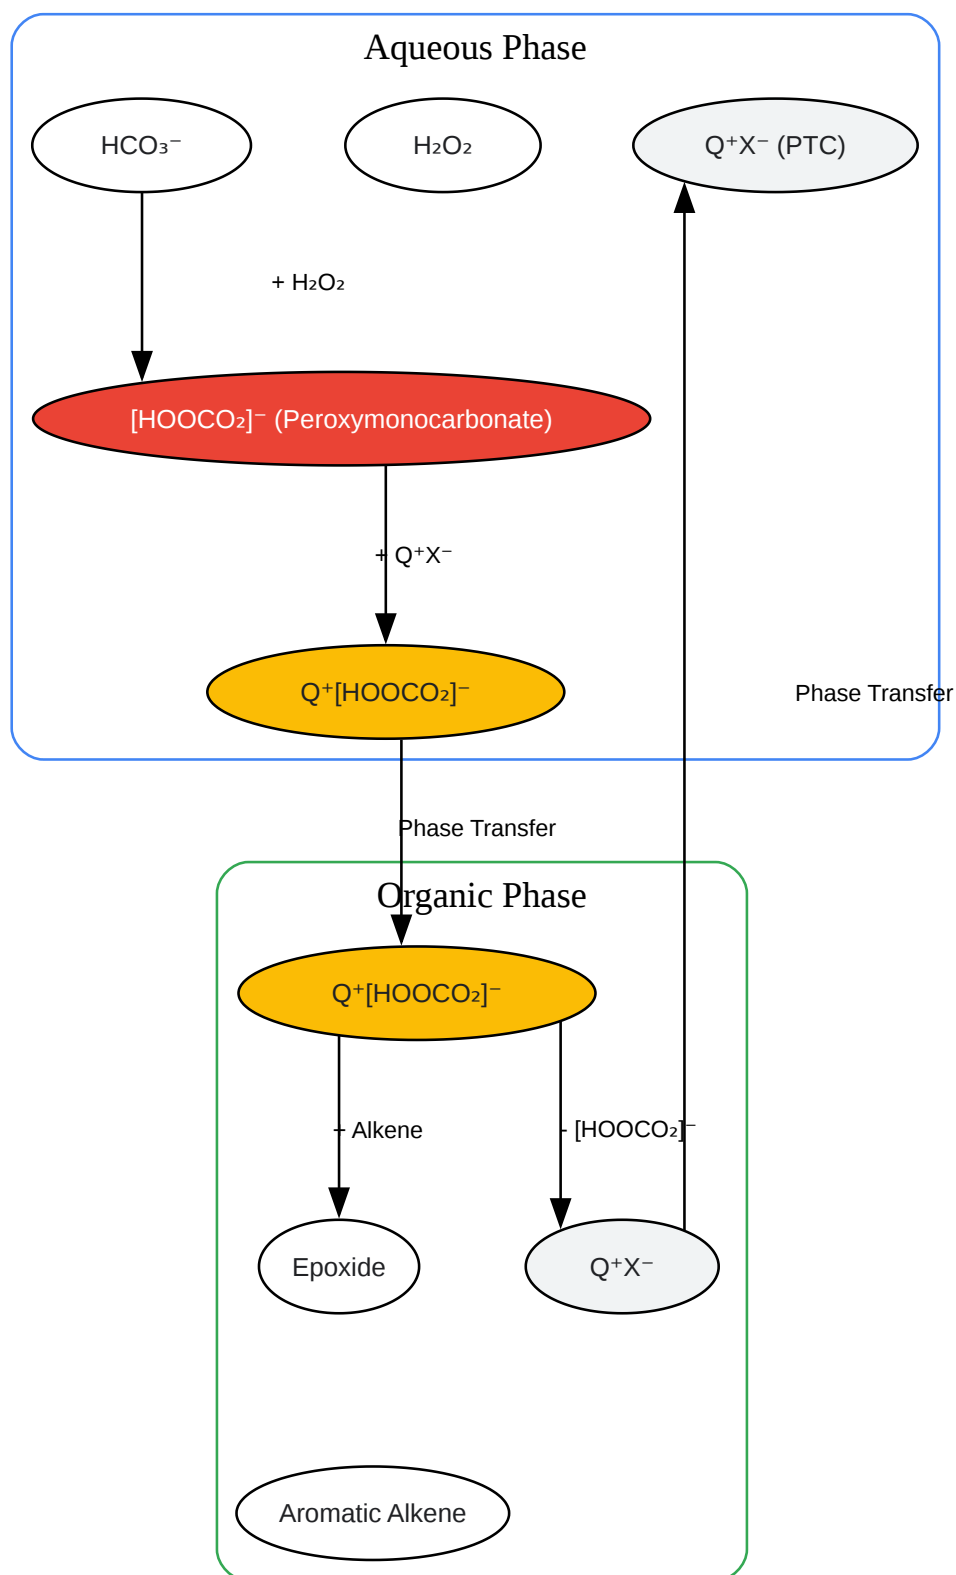 Aqueous Phase
HCO₃⁻
H₂O₂
Q⁺X⁻ (PTC)
+ H₂O₂
[HOOCO₂]⁻ (Peroxymonocarbonate)
+ Q⁺X⁻
Q⁺[HOOCO₂]⁻
Phase Transfer
Phase Transfer
Organic Phase
Q⁺[HOOCO₂]⁻
+ Alkene
- [HOOCO₂]⁻
Epoxide
Q⁺X⁻
Aromatic Alkene